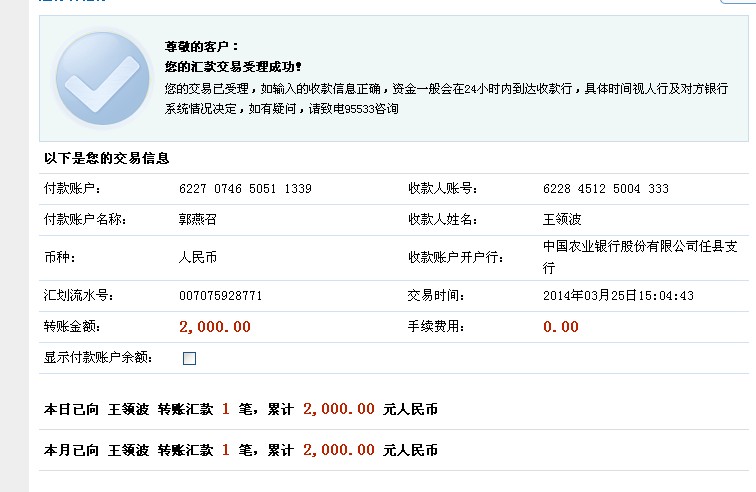 尊敬的客户：
您的汇款交易受理成功！
您的交易已受理，如输入的收款信息正确，资金一般会在24小时内到达收款行，具体时间视人行及对方银行
系统情况决定，如有疑问，请致电95533咨询
以下是您的交易信息
付款账户： 6227 0746 5051 1339 收款人账号： 6228 4512 5004 333
付款账户名称： 郭燕召 收款人姓名： 王领波
币种： 人民币 收款账户开户行： 中国农业银行股份有限公司任县支
行
汇划流水号： 007075928771 交易时间： 2014年03月25日15:04:43
转账金额： 2,000.00 手续费用： 0.00
显示付款账户余额：
本日已向 王领波 转账汇款 1 笔，累计 2,000.00 元人民币
本月已向 王领波 转账汇款 1 笔，累计 2,000.00 元人民币